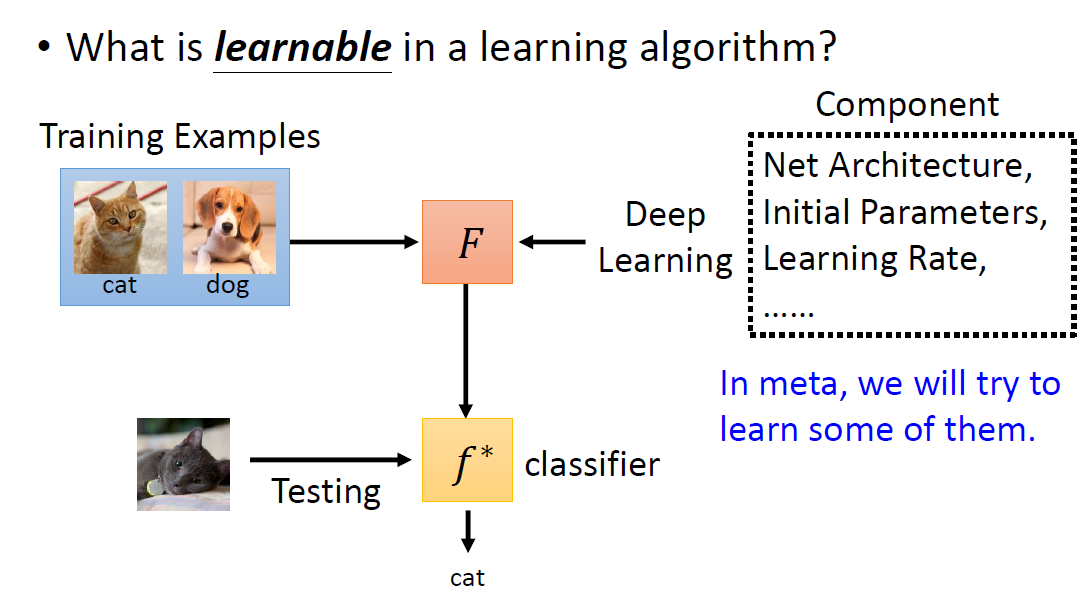 • What is learnable in a learning algorithm?
Component
Training Examples
Net Architecture,
Initial Parameters,
Learning Rate,
……
Deep
Learning
F
cat
dog
In meta, we will try to
learn some of them.
f*
classifier
Testing
cat